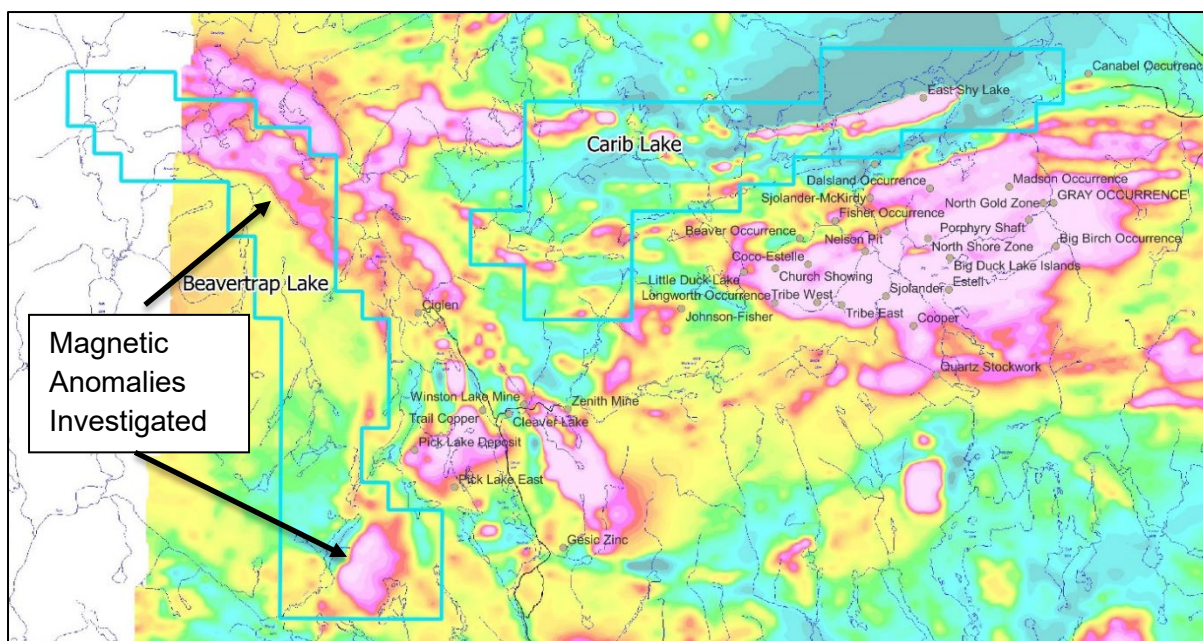 Canabel Occurrenc
East Shy Lake
Carib Lake
Dalsland Occurrence
Madson Occurrence
Sjolander-McKirdy
North Gold Zone
GRAY OCCURRENCE
Fisher Occurrence
Porphyry Shaft
Beaver Occurrence
Nelson Pit
North Shore Zone
Big Birch Occurrence
Coco-Estelle
Big Duck Lake Islands
Little Duck Lake
Church Showing
Beavertrap Lake
Sjolander
Estell
Longworth Occurrence
Tribe West
Ciglen
Johnson-Fisher
Tribe East
Cooper
Magnetic
Anomalies
Investigated
Quartz Stockwork
Winston Lake Mine
Zenith Mine
Trail Copper
Cleaver Lake
Pick Lake Deposit
Pick Lake East
Gesic Zinc